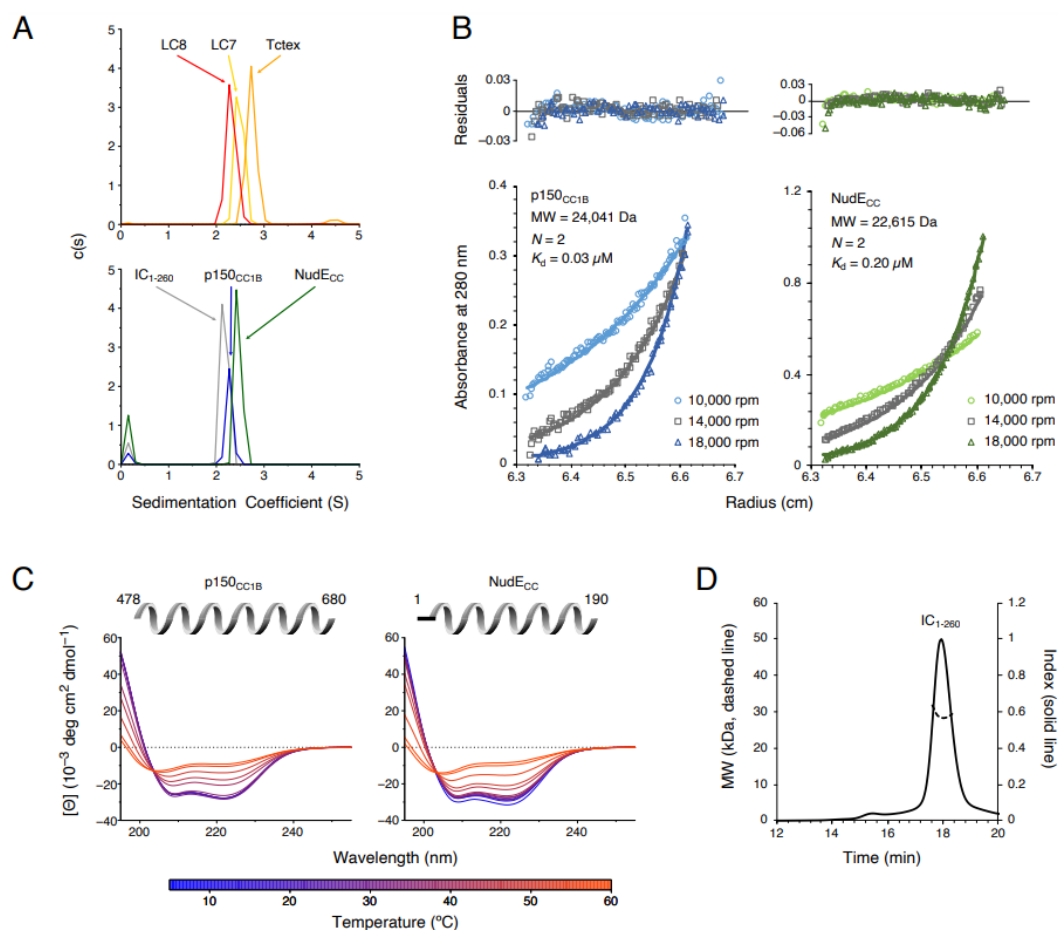 A
LC8 LC7 Tctex
5
4
3
2
1
0
0 1 2 3 4 5
c(s)
IC1-260 p150CC1B NudECC
5
4
3
2
1
0
0 1 2 3 4 5
Sedimentation Coefficient (S)
B
Residuals
0.03
0
−0.03
0.03
0
−0.03
−0.06
Absorbance at 280 nm
0.4
0.3
0.2
0.1
0
6.3 6.4 6.5 6.6 6.7
p150CC1B
MW = 24,041 Da
N = 2
Kd = 0.03 μM
10,000 rpm
14,000 rpm
18,000 rpm
1.2
0.8
0.4
0
6.3 6.4 6.5 6.6 6.7
NudECC
MW = 22,615 Da
N = 2
Kd = 0.20 μM
10,000 rpm
14,000 rpm
18,000 rpm
Radius (cm)
C
p150CC1B
478 680
NudECC
1 190
[Θ] (10−3 deg cm2 dmol−1)
60
40
20
0
−20
−40
200 220 240
60
40
20
0
−20
−40
200 220 240
Wavelength (nm)
10 20 30 40 50 60
Temperature (ºC)
D
IC1-260
MW (kDa, dashed line)
60
50
40
30
20
10
0
12 14 16 18 20
Time (min)
1.2
1
0.8
0.6
0.4
0.2
0
Index (solid line)